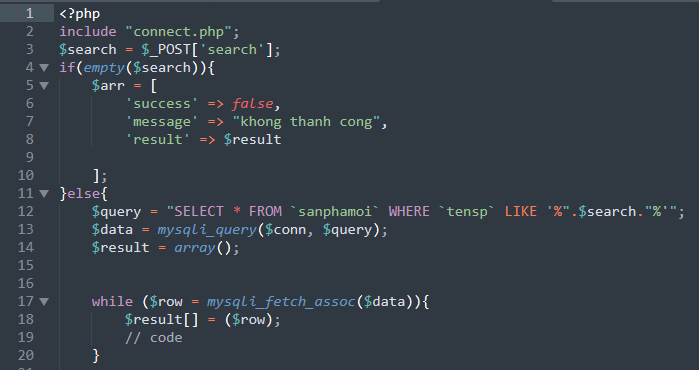 1 <?php
2 include "connect.php";
3 $search = $_POST['search'];
4 if(empty($search)){
5 $arr = [
6 'success' => false,
7 'message' => "khong thanh cong",
8 'result' => $result
9
10 ];
11 }else{
12 $query = "SELECT * FROM `sanphamoi` WHERE `tensp` LIKE '%".$search."%'";
13 $data = mysqli_query($conn, $query);
14 $result = array();
15
16
17 while ($row = mysqli_fetch_assoc($data)){
18 $result[] = ($row);
19 // code
20 }